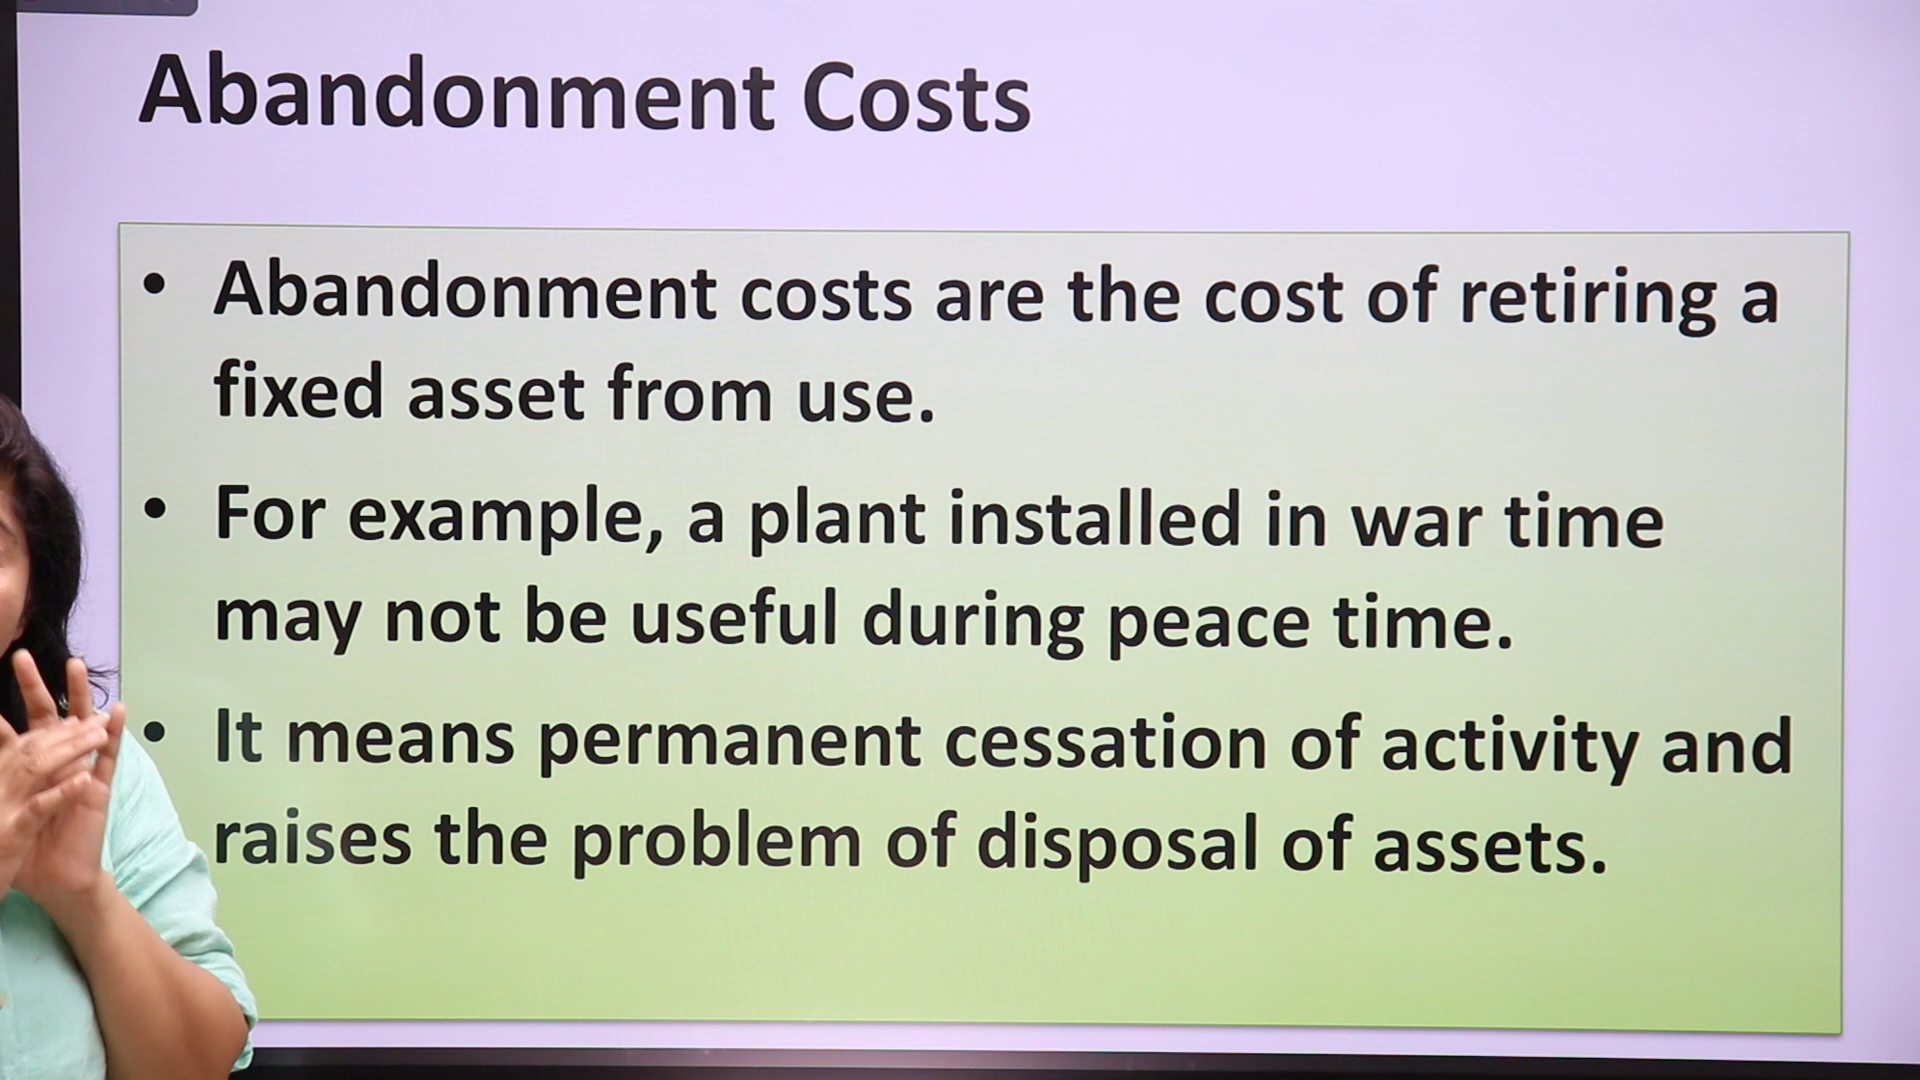 Abandonment Costs
• Abandonment costs are the cost of retiring a
fixed asset from use.
• For example, a plant installed in war time
may not be useful during peace time.
• It means permanent cessation of activity and
raises the problem of disposal of assets.